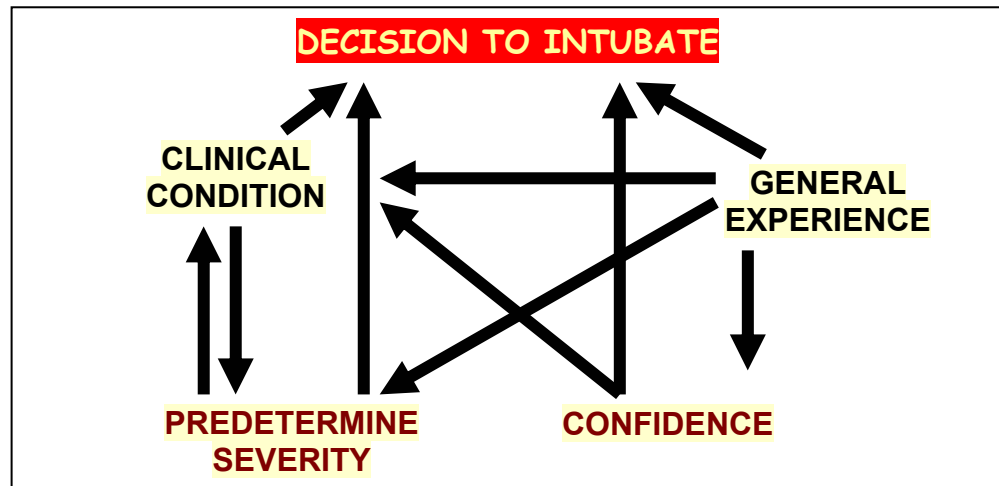 DECISION TO INTUBATE
CLINICAL
CONDITION
GENERAL
EXPERIENCE
PREDETERMINE
SEVERITY
CONFIDENCE